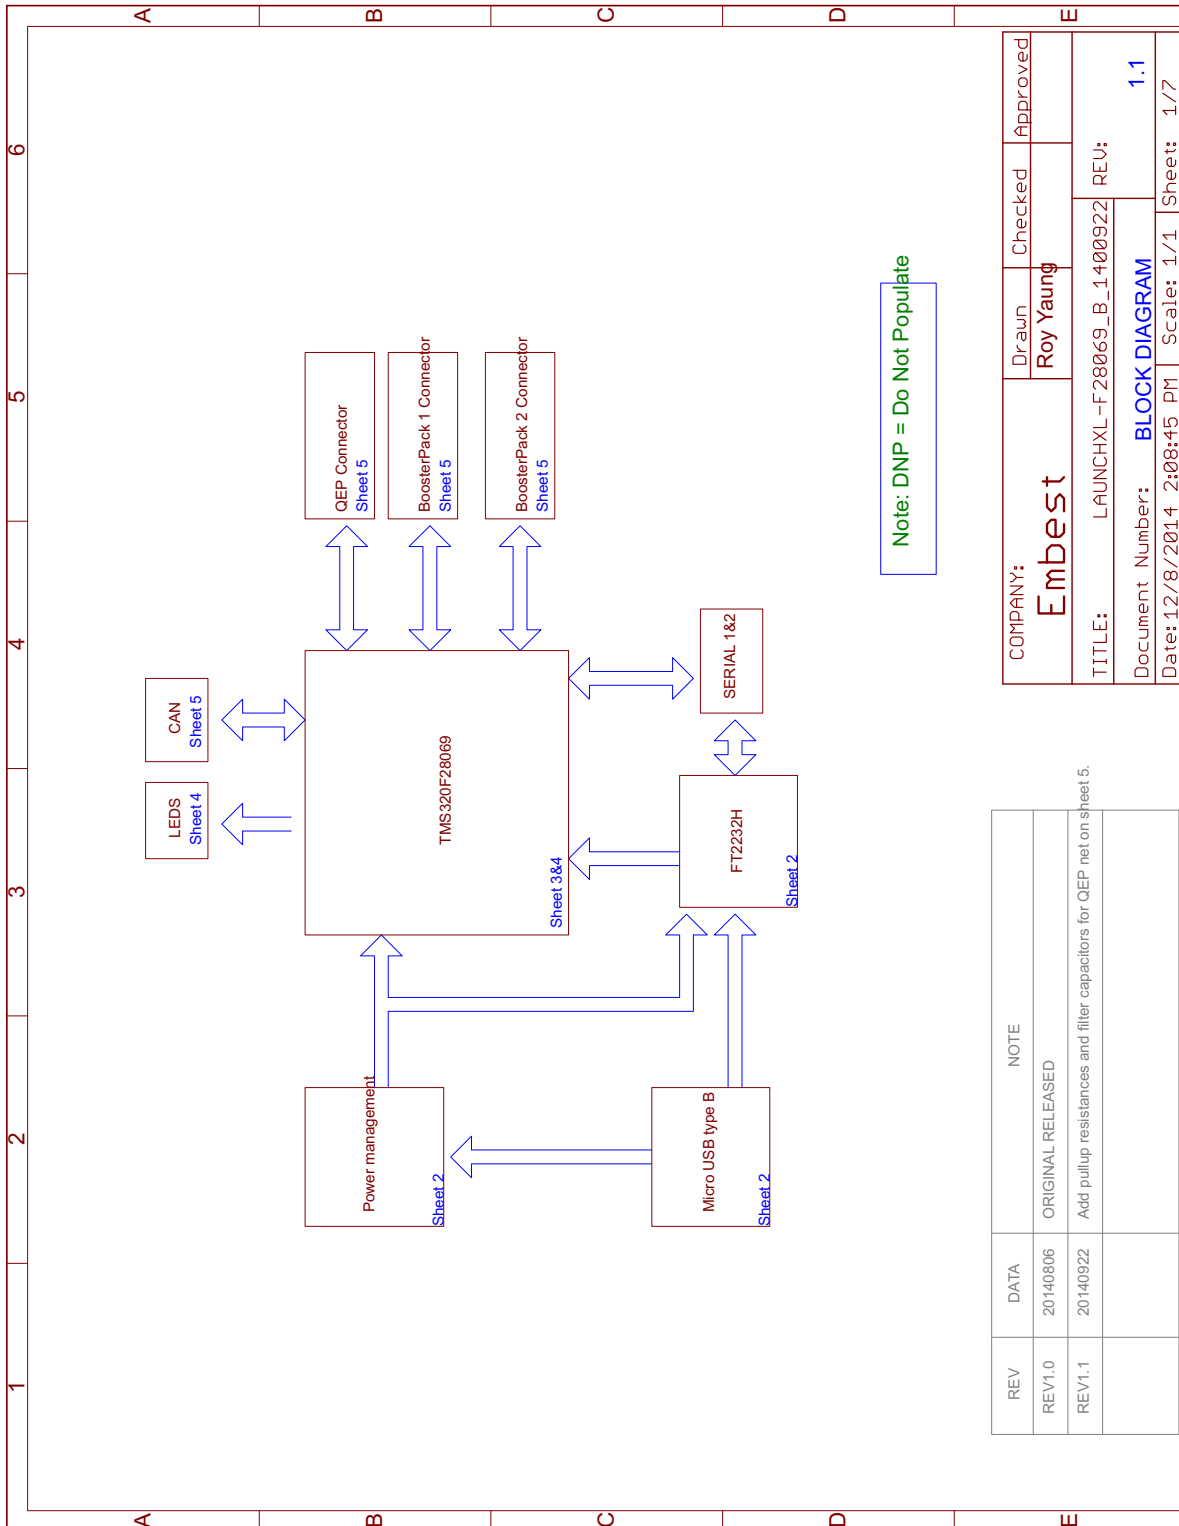 1
2
3
4
5
6
A
A
B
B
C
C
D
D
E
E
LEDS
Sheet 4
CAN
Sheet 5
Power management
Sheet 2
TMS320F28069
Sheet 3&4
QEP Connector
Sheet 5
BoosterPack 1 Connector
Sheet 5
BoosterPack 2 Connector
Sheet 5
Micro USB type B
Sheet 2
FT2232H
Sheet 2
SERIAL 1&2
Note: DNP = Do Not Populate
REV DATA NOTE
REV1.0 20140806 ORIGINAL RELEASED
REV1.1 20140922 Add pullup resistances and filter capacitors for QEP net on sheet 5.
COMPANY:
Embest
Drawn Checked Approved
Roy Yaung
TITLE: LAUNCHXL-F28069_B_1400922 REV:
1.1
Document Number: BLOCK DIAGRAM
Date: 12/8/2014 2:08:45 PM Scale: 1/1 Sheet: 1/7